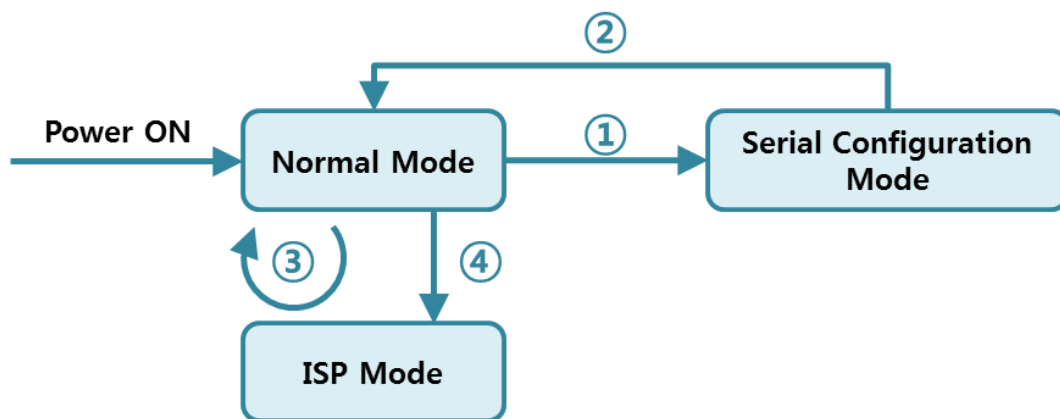 ②
Power ON
Normal Mode
①
Serial Configuration
Mode
③
④
ISP Mode